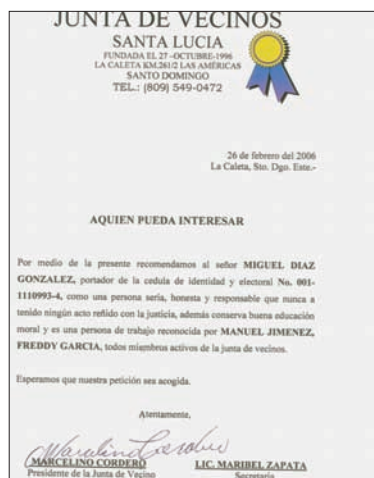 JUNTA DE VECINOS
SANTA LUCIA
FUNDADA EL 27 -OCTUBRE-1996
LA CALETA KM.261/2 LAS AMÉRICAS
SANTO DOMINGO
TEL.: (809) 549-0472
26 de febrero del 2006
La Caleta, Sto. Dgo. Este.-
AQUIEN PUEDA INTERESAR
Por medio de la presente recomendamos al señor MIGUEL DIAZ
GONZALEZ, portador de la cedula de identidad y electoral No. 001-
1110993-4, como una persona seria, honesta y responsable que nunca a
tenido ningún acto reñido con la justicia, además conserva buena educación
moral y es una persona de trabajo reconocida por MANUEL JIMENEZ,
FREDDY GARCIA, todos miembros activos de la junta de vecinos.
Esperamos que nuestra petición sea acogida.
Atentamente,
Marcelino Cordero
MARCELINO CORDERO LIC. MARIBEL ZAPATA
Presidente de la Junta de Vecino Secretaria